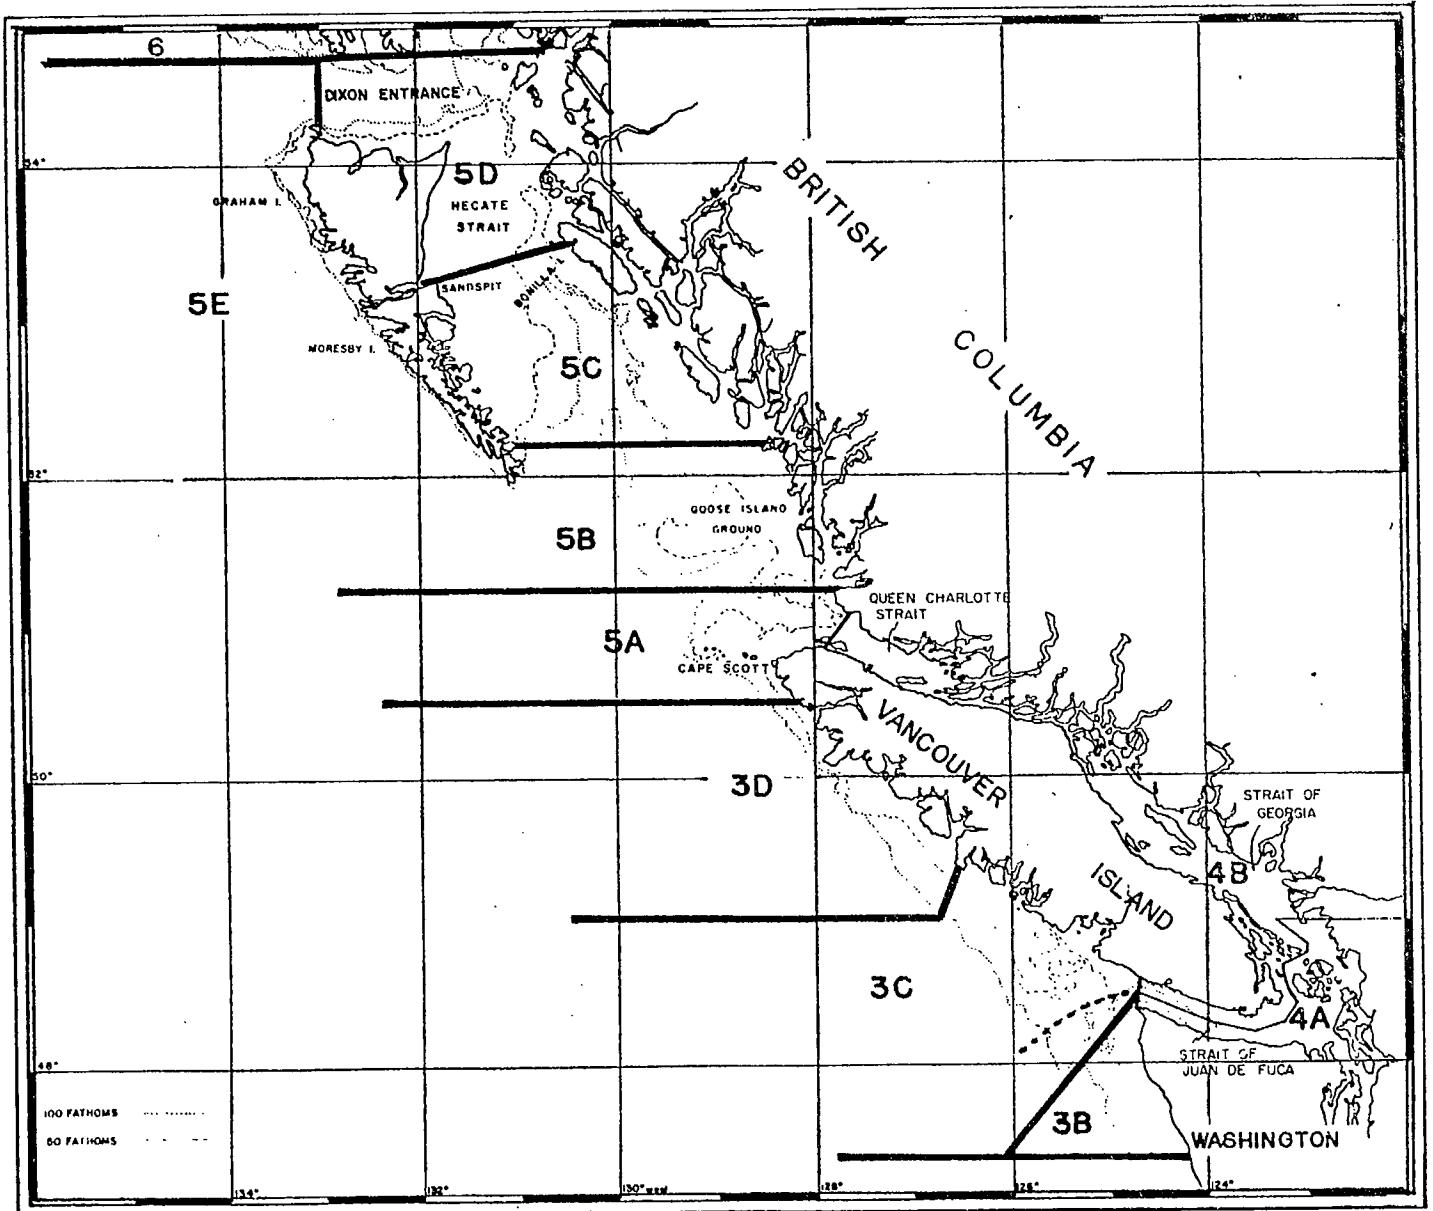 6
DIXON ENTRANCE
54°
5D
BRITISH
GRAHAM I.
HECATE
STRAIT
5E
SANDSPIT
BONILLA I.
MORESBY I.
5C
COLUMBIA
52°
GOOSE ISLAND
GROUND
5B
QUEEN CHARLOTTE
STRAIT
5A
CAPE SCOTT
VANCOUVER
50°
3D
STRAIT OF
GEORGIA
ISLAND
4B
3C
4A
STRAIT OF
JUAN DE FUCA
48°
100 FATHOMS
50 FATHOMS
3B
WASHINGTON
134°
132°
130°
128°
126°
124°